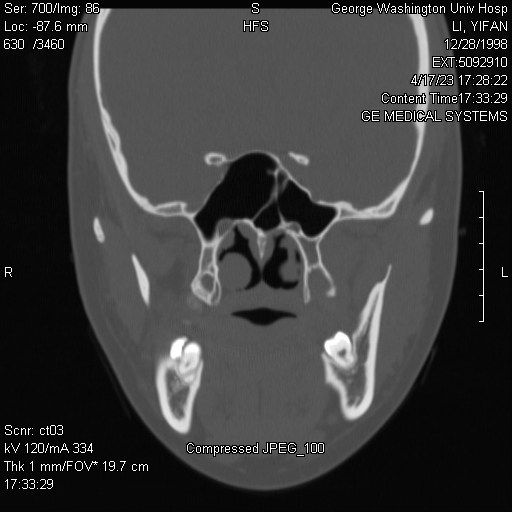 Ser: 700/Img: 86
Loc: -87.6 mm
630 /3460
S
HFS
George Washington Univ Hosp
LI, YIFAN
12/28/1998
EXT:5092910
4/17/23 17:28:22
Content Time17:33:29
GE MEDICAL SYSTEMS
R
L
Scnr: ct03
kV 120/mA 334
Thk 1 mm/FOV* 19.7 cm
17:33:29
Compressed JPEG_100